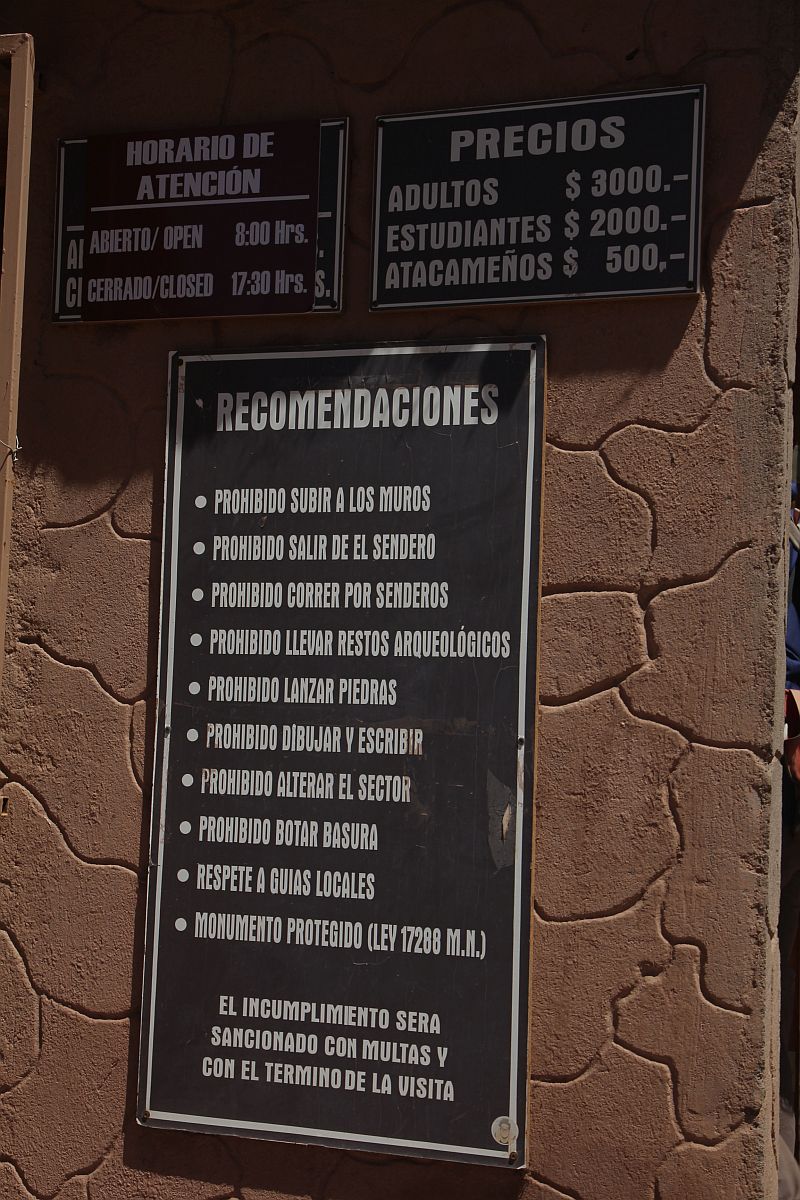 HORARIO DE
ATENCIÓN
ABIERTO/ OPEN 8:00 Hrs.
CERRADO/CLOSED 17:30 Hrs.
PRECIOS
ADULTOS $ 3000.-
ESTUDIANTES $ 2000.-
ATACAMEÑOS $ 500,-
RECOMENDACIONES
● PROHIBIDO SUBIR A LOS MUROS
● PROHIBIDO SALIR DE EL SENDERO
● PROHIBIDO CORRER POR SENDEROS
● PROHIBIDO LLEVAR RESTOS ARQUEOLÓGICOS
● PROHIBIDO LANZAR PIEDRAS
● PROHIBIDO DIBUJAR Y ESCRIBIR
● PROHIBIDO ALTERAR EL SECTOR
● PROHIBIDO BOTAR BASURA
● RESPETE A GUIAS LOCALES
● MONUMENTO PROTEGIDO (LEY 17288 M.N.)
EL INCUMPLIMIENTO SERA
SANCIONADO CON MULTAS Y
CON EL TERMINO DE LA VISITA